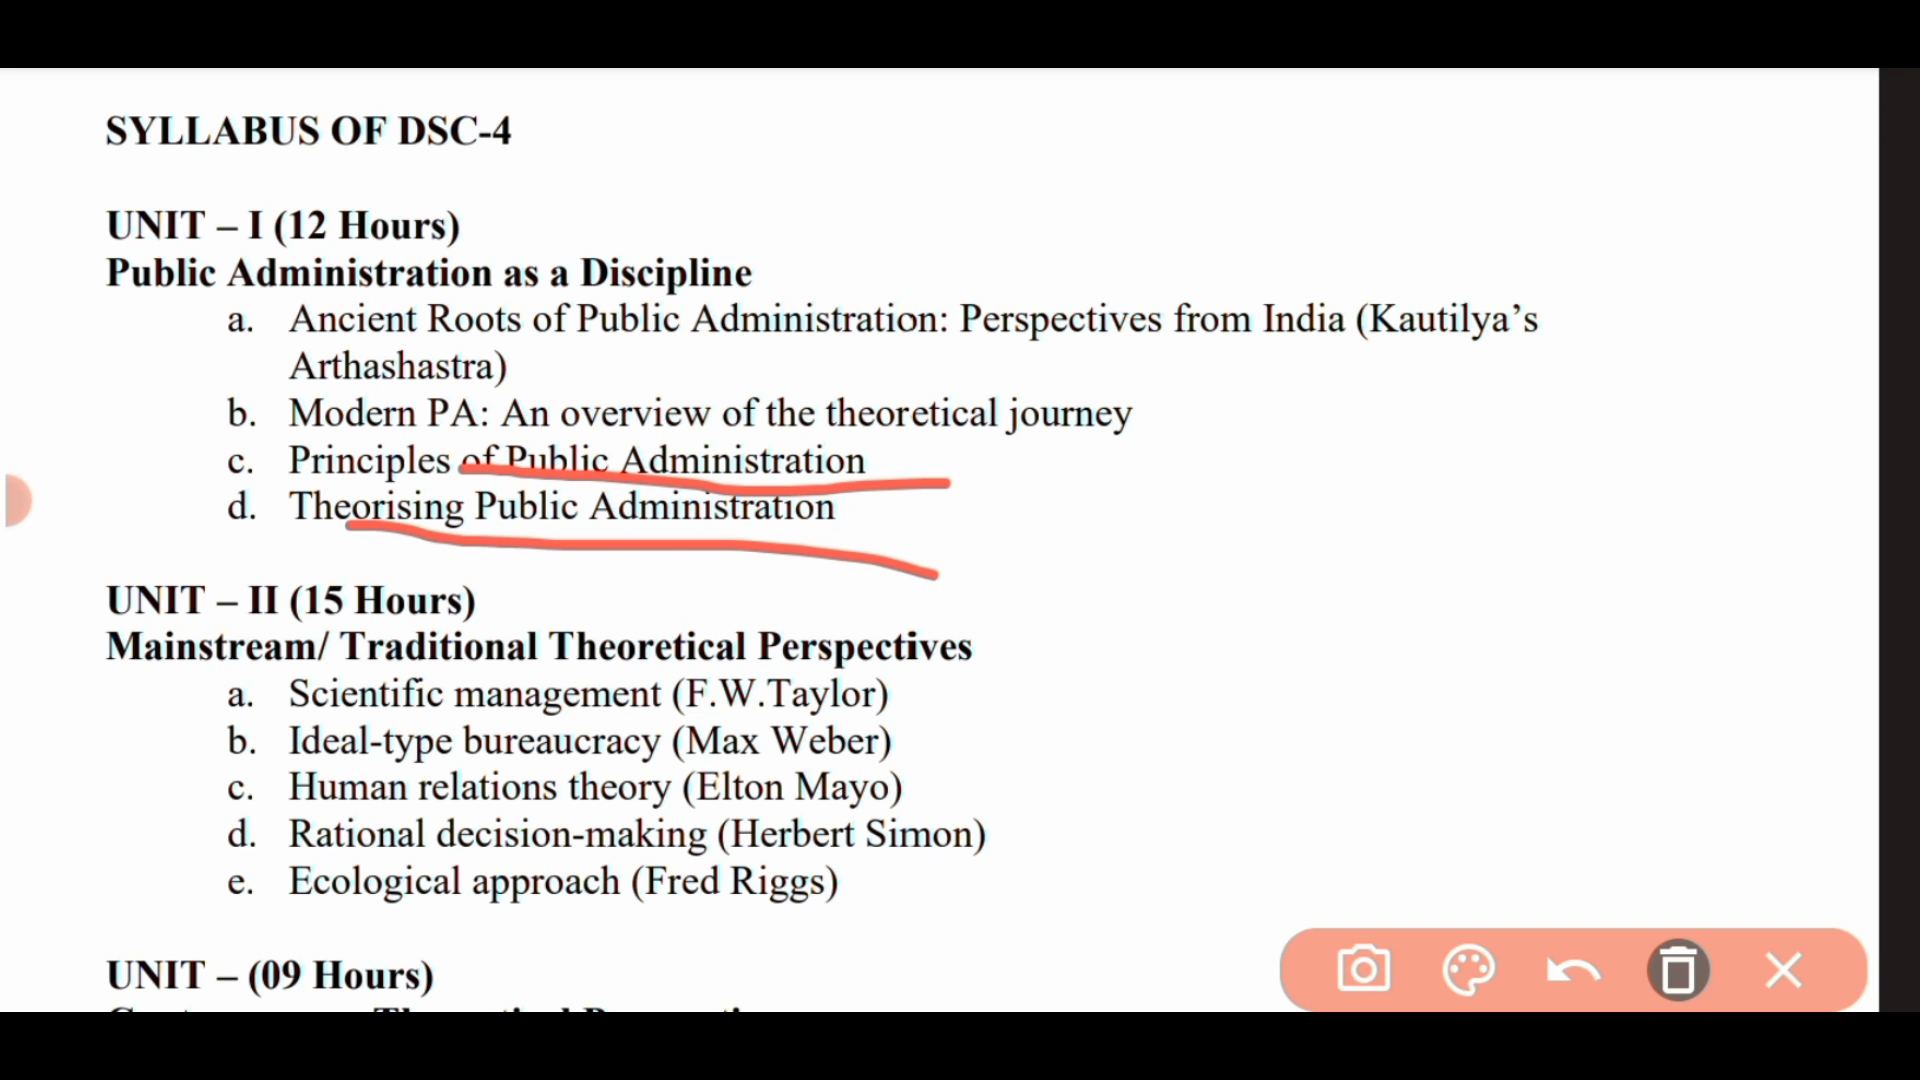 SYLLABUS OF DSC-4
UNIT – I (12 Hours)
Public Administration as a Discipline
a. Ancient Roots of Public Administration: Perspectives from India (Kautilya’s
Arthashastra)
b. Modern PA: An overview of the theoretical journey
c. Principles of Public Administration
d. Theorising Public Administration
UNIT – II (15 Hours)
Mainstream/ Traditional Theoretical Perspectives
a. Scientific management (F.W.Taylor)
b. Ideal-type bureaucracy (Max Weber)
c. Human relations theory (Elton Mayo)
d. Rational decision-making (Herbert Simon)
e. Ecological approach (Fred Riggs)
UNIT – (09 Hours)